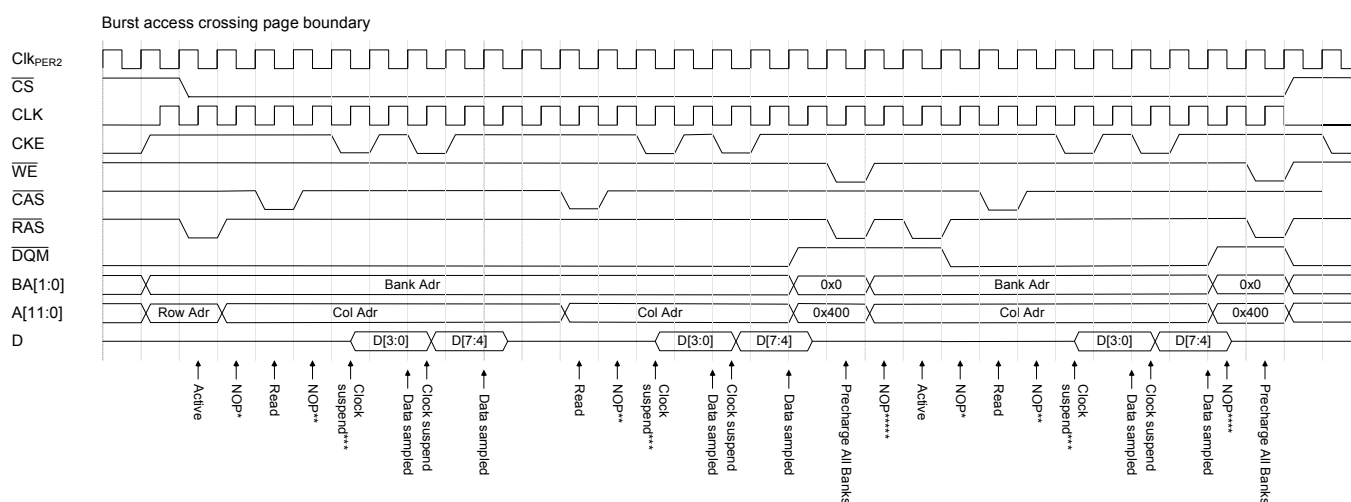 Burst access crossing page boundary
ClkPER2
CS
CLK
CKE
WE
CAS
RAS
DQM
BA[1:0]
Bank Adr
0x0
Bank Adr
0x0
A[11:0]
Row Adr
Col Adr
Col Adr
0x400
Col Adr
0x400
D
D[3:0]
D[7:4]
D[3:0]
D[7:4]
D[3:0]
D[7:4]
Active
NOP*
Read
NOP**
Clock
suspend***
Data sampled
Clock suspend
Data sampled
Read
NOP**
Clock
suspend***
Data sampled
Clock suspend
Data sampled
Precharge All Banks
NOP*****
Active
NOP*
Read
NOP**
Clock
suspend***
Data sampled
Clock suspend
Data sampled
NOP****
Precharge All Banks